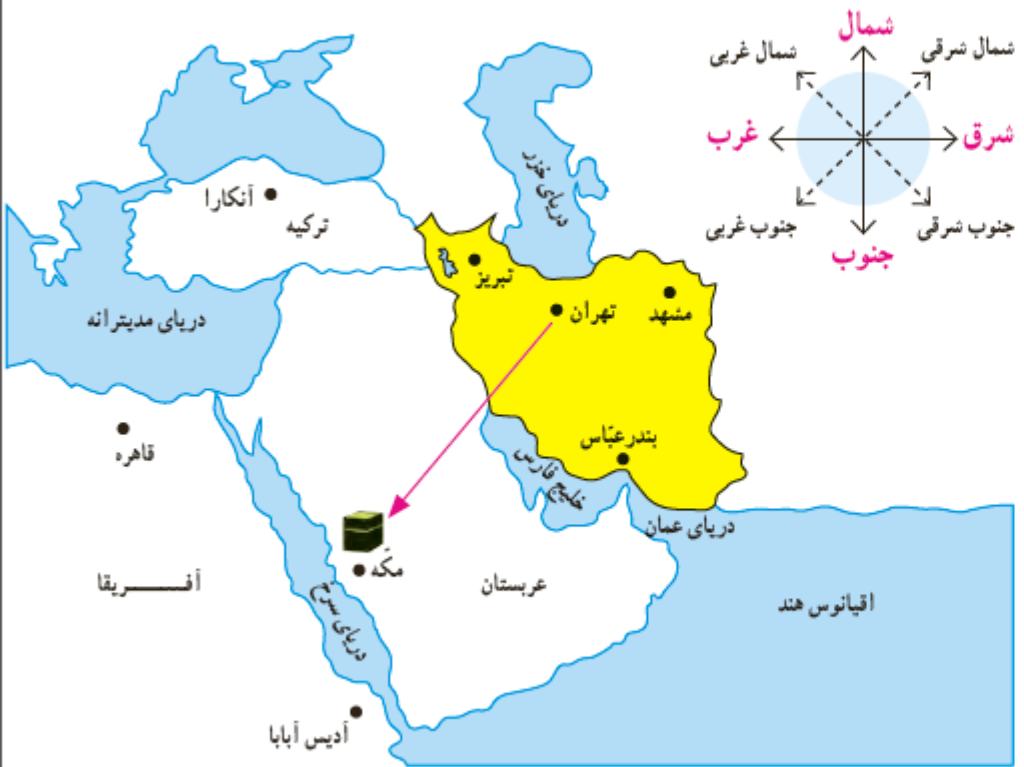 شمال
شمال شرقی
شمال غربی
شرق
غرب
جنوب شرقی
جنوب غربی
جنوب
دریای خزر
آنکارا
ترکیه
تبریز
تهران
مشهد
دریای مدیترانه
قاهره
بندرعبّاس
خلیج فارس
دریای عمان
مکّه
عربستان
آفـــــــریقا
اقیانوس هند
دریای سرخ
آدیس آبابا